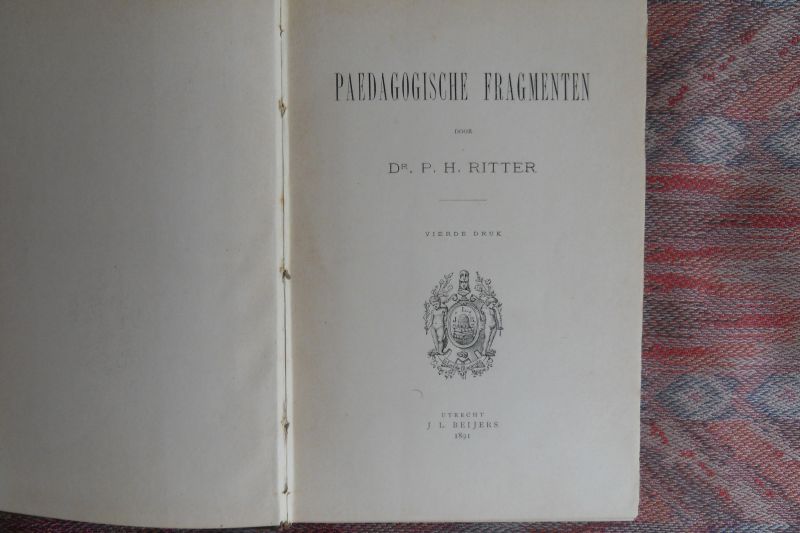 PAEDAGOGISCHE FRAGMENTEN
DOOR
DR. P. H. RITTER.
VIERDE DRUK
UTRECHT
J. L. BEIJERS.
1891